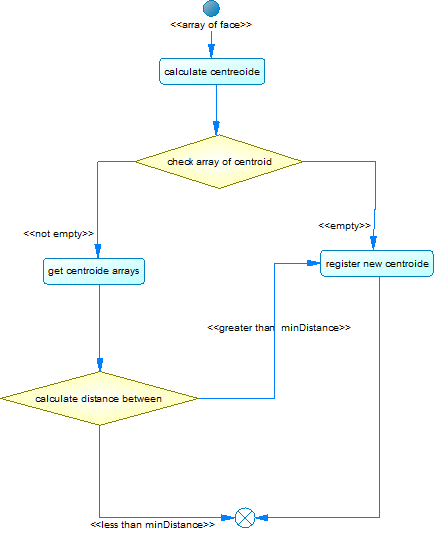 <<array of face>>
calculate centreoide
check array of centroid
<<empty>>
<<not empty>>
register new centroide
get centroide arrays
<<greater than minDistance>>
calculate distance between
<<less than minDistance>>